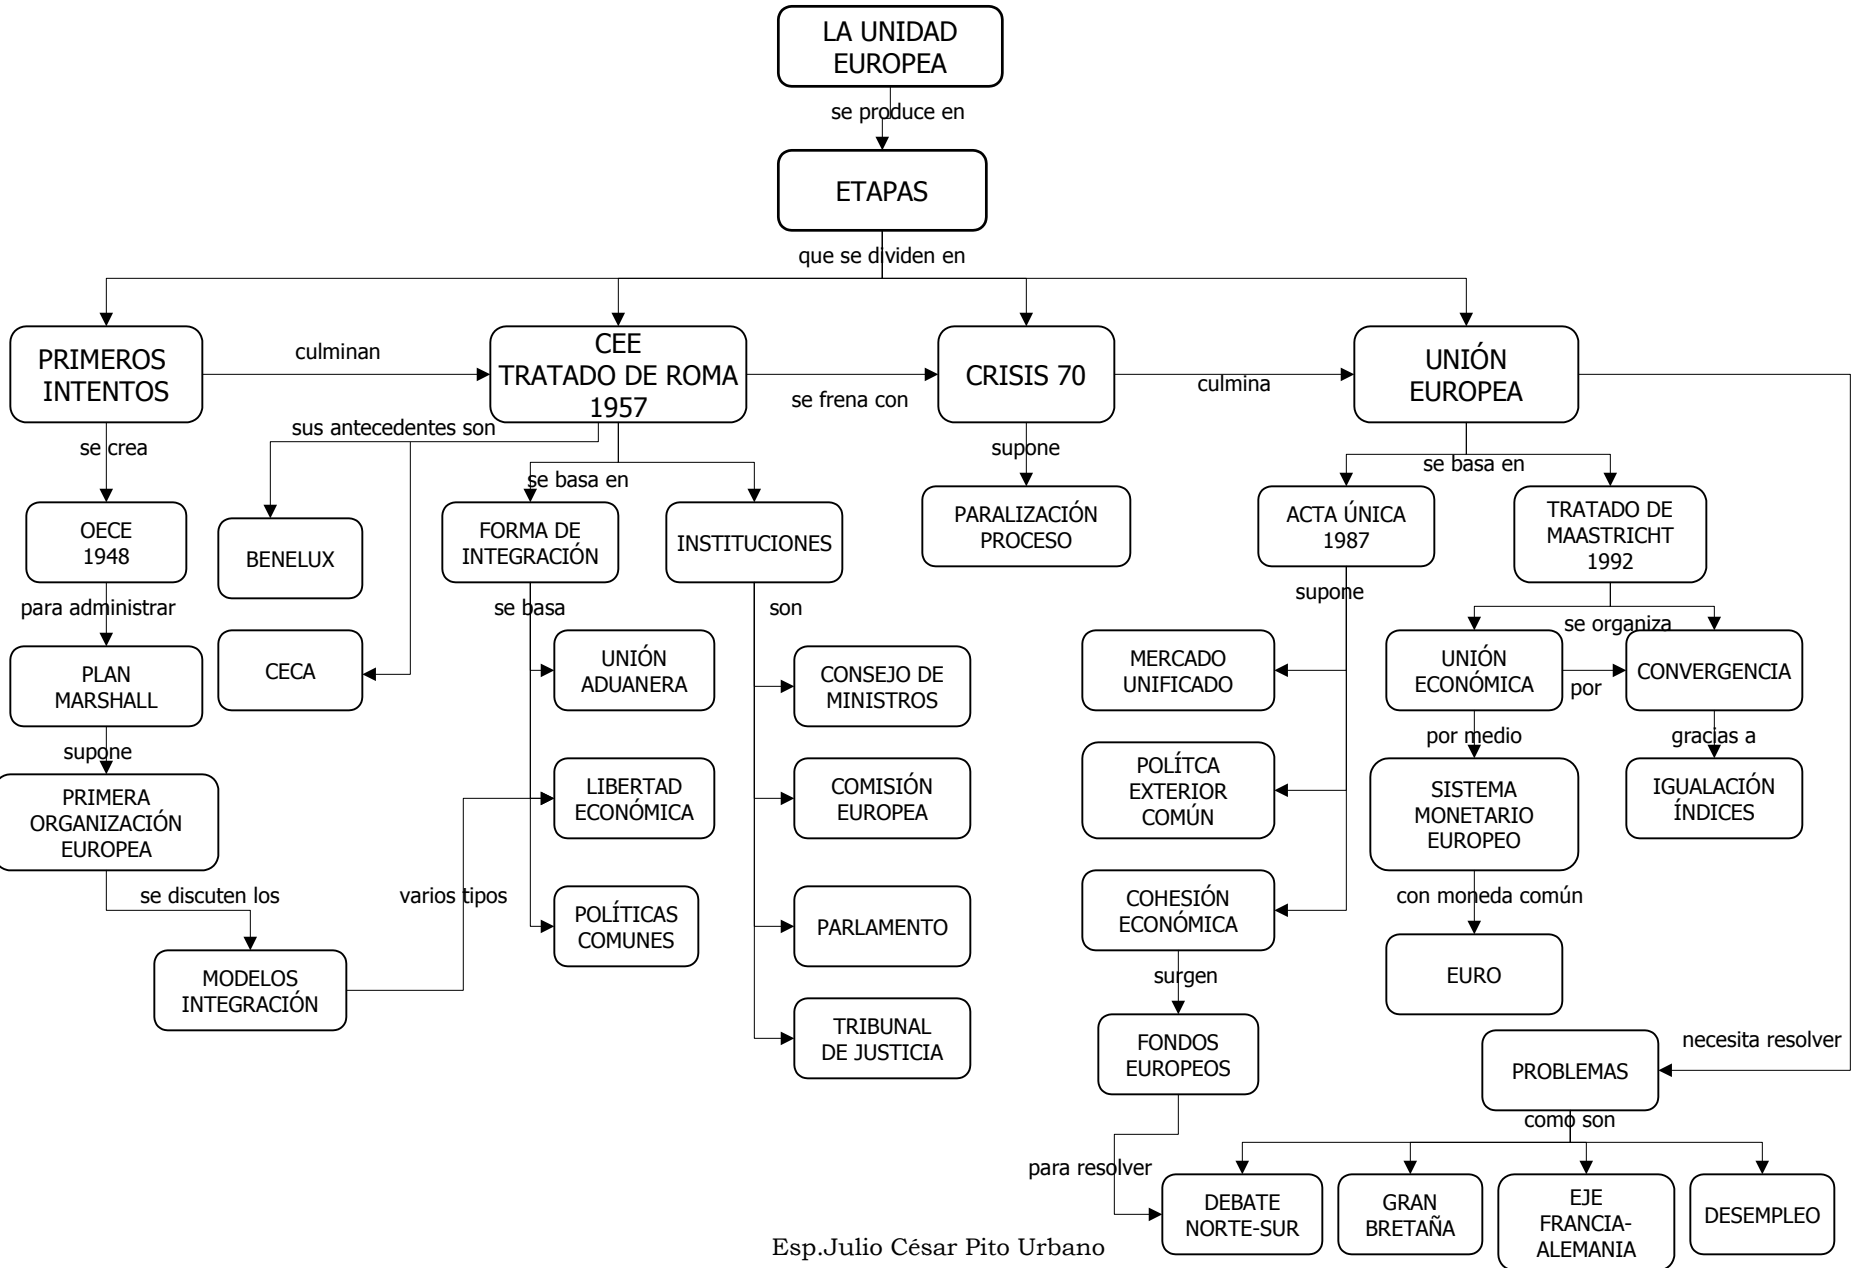 LA UNIDAD
EUROPEA
se produce en
ETAPAS
que se dividen en
PRIMEROS
INTENTOS
culminan
CEE
TRATADO DE ROMA
1957
se frena con
CRISIS 70
culmina
UNIÓN
EUROPEA
se crea
sus antecedentes son
se basa en
supone
se basa en
OECE
1948
BENELUX
FORMA DE
INTEGRACIÓN
INSTITUCIONES
PARALIZACIÓN
PROCESO
ACTA ÚNICA
1987
TRATADO DE
MAASTRICHT
1992
para administrar
se basa
son
supone
se organiza
PLAN
MARSHALL
CECA
UNIÓN
ADUANERA
CONSEJO DE
MINISTROS
MERCADO
UNIFICADO
UNIÓN
ECONÓMICA
por
CONVERGENCIA
supone
por medio
gracias a
PRIMERA
ORGANIZACIÓN
EUROPEA
LIBERTAD
ECONÓMICA
COMISIÓN
EUROPEA
POLÍTCA
EXTERIOR
COMÚN
SISTEMA
MONETARIO
EUROPEO
IGUALACIÓN
ÍNDICES
se discuten los
varios tipos
con moneda común
POLÍTICAS
COMUNES
PARLAMENTO
COHESIÓN
ECONÓMICA
MODELOS
INTEGRACIÓN
surgen
EURO
TRIBUNAL
DE JUSTICIA
FONDOS
EUROPEOS
necesita resolver
PROBLEMAS
como son
para resolver
DEBATE
NORTE-SUR
GRAN
BRETAÑA
EJE
FRANCIA-
ALEMANIA
DESEMPLEO
Esp.Julio César Pito Urbano